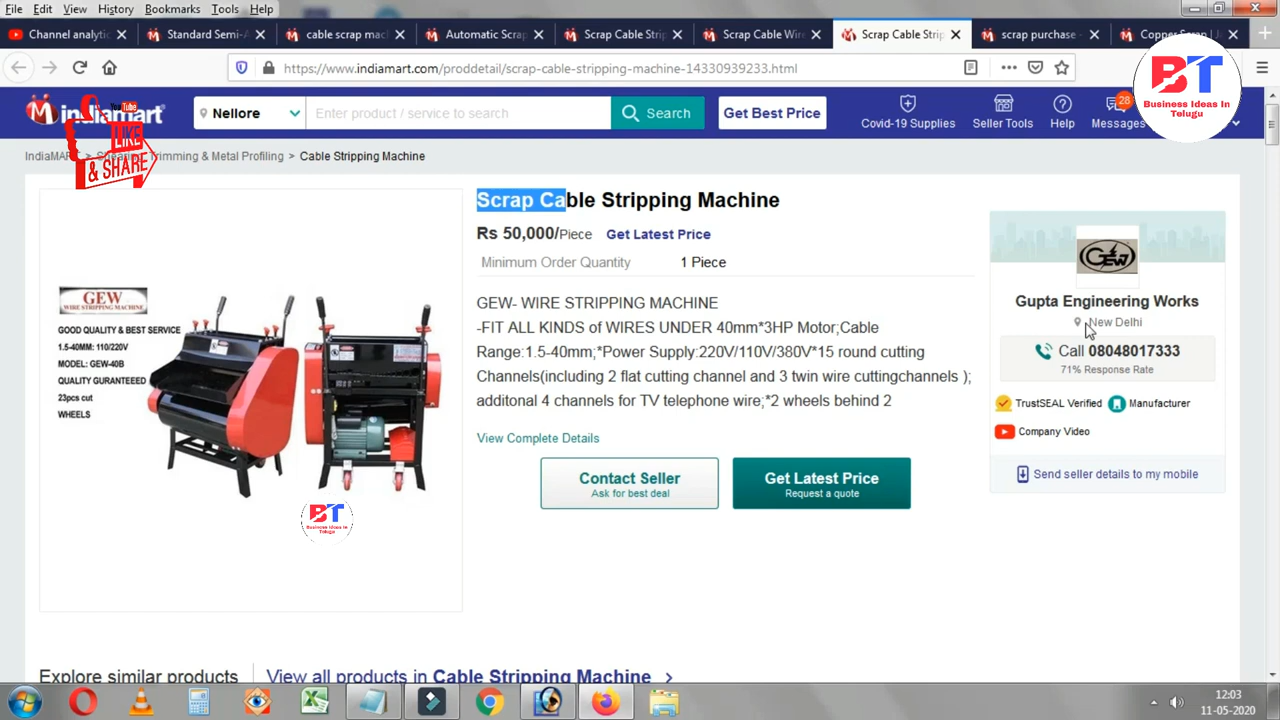 File Edit View History Bookmarks Tools Help
Channel analytic
Standard Semi-A
cable scrap mac
Automatic Scrap
Scrap Cable Strip
Scrap Cable Wire
Scrap Cable Strip
scrap purchase -
Copper Scrap | Ja
https://www.indiamart.com/proddetail/scrap-cable-stripping-machine-14330939233.html
indiamart
Nellore
Enter product / service to search
Search
Get Best Price
Covid-19 Supplies
Seller Tools
Help
28
Messages
BT
Business Ideas In
Telugu
YouTube
LIKE
& SHARE
Trimming & Metal Profiling > Cable Stripping Machine
Scrap Cable Stripping Machine
Rs 50,000/Piece Get Latest Price
Minimum Order Quantity 1 Piece
GEW- WIRE STRIPPING MACHINE
-FIT ALL KINDS of WIRES UNDER 40mm*3HP Motor;Cable
Range:1.5-40mm;*Power Supply:220V/110V/380V*15 round cutting
Channels(including 2 flat cutting channel and 3 twin wire cuttingchannels );
additonal 4 channels for TV telephone wire;*2 wheels behind 2
View Complete Details
Contact Seller
Ask for best deal
Get Latest Price
Request a quote
GEW
WIRE STRIPPING MACHINE
GOOD QUALITY & BEST SERVICE
1.5-40MM: 110/220V
MODEL: GEW-40B
QUALITY GURANTEEED
23pcs cut
WHEELS
BT
Business Ideas In
Telugu
GEW
Gupta Engineering Works
New Delhi
Call 08048017333
71% Response Rate
TrustSEAL Verified
Manufacturer
Company Video
Send seller details to my mobile
Explore similar products
View all products in Cable Stripping Machine >
12:03
11-05-2020